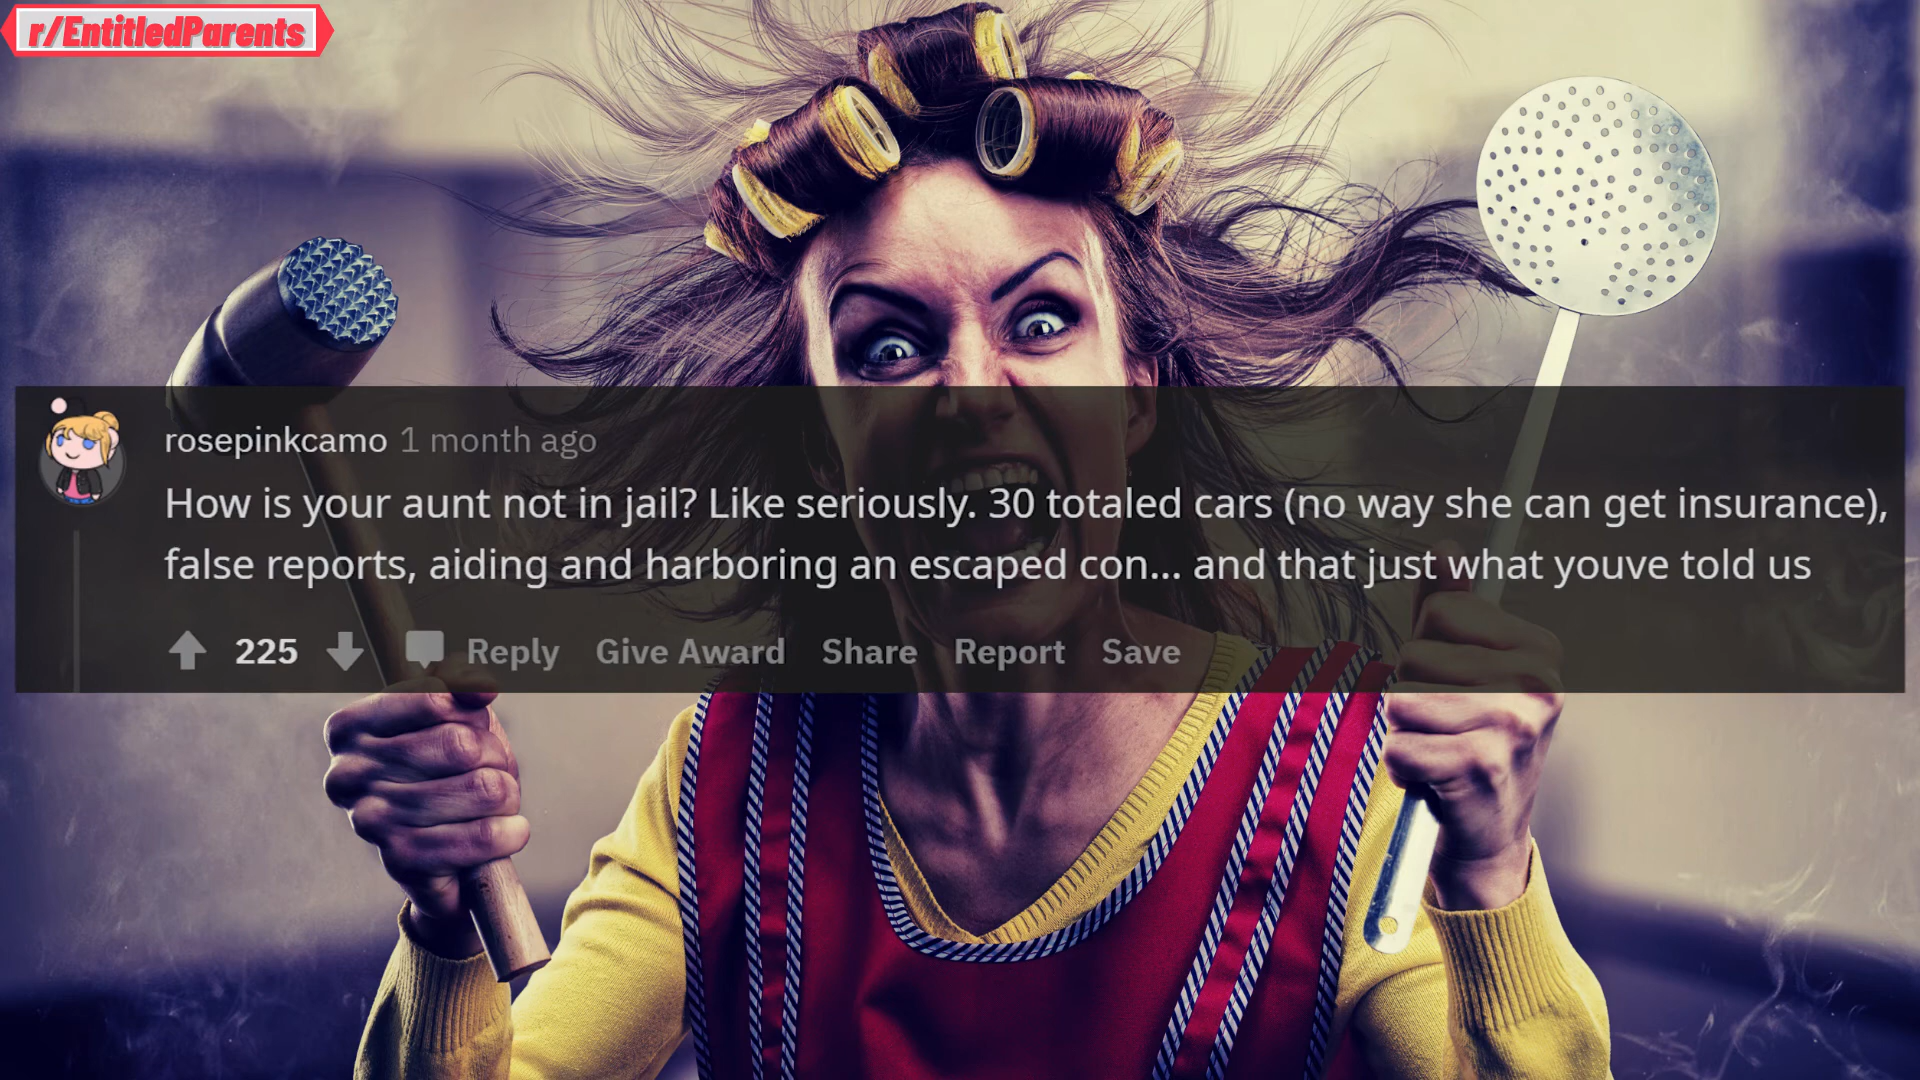 r/EntitledParents
rosepinkcamo 1 month ago
How is your aunt not in jail? Like seriously. 30 totaled cars (no way she can get insurance),
false reports, aiding and harboring an escaped con... and that just what youve told us
225 Reply Give Award Share Report Save